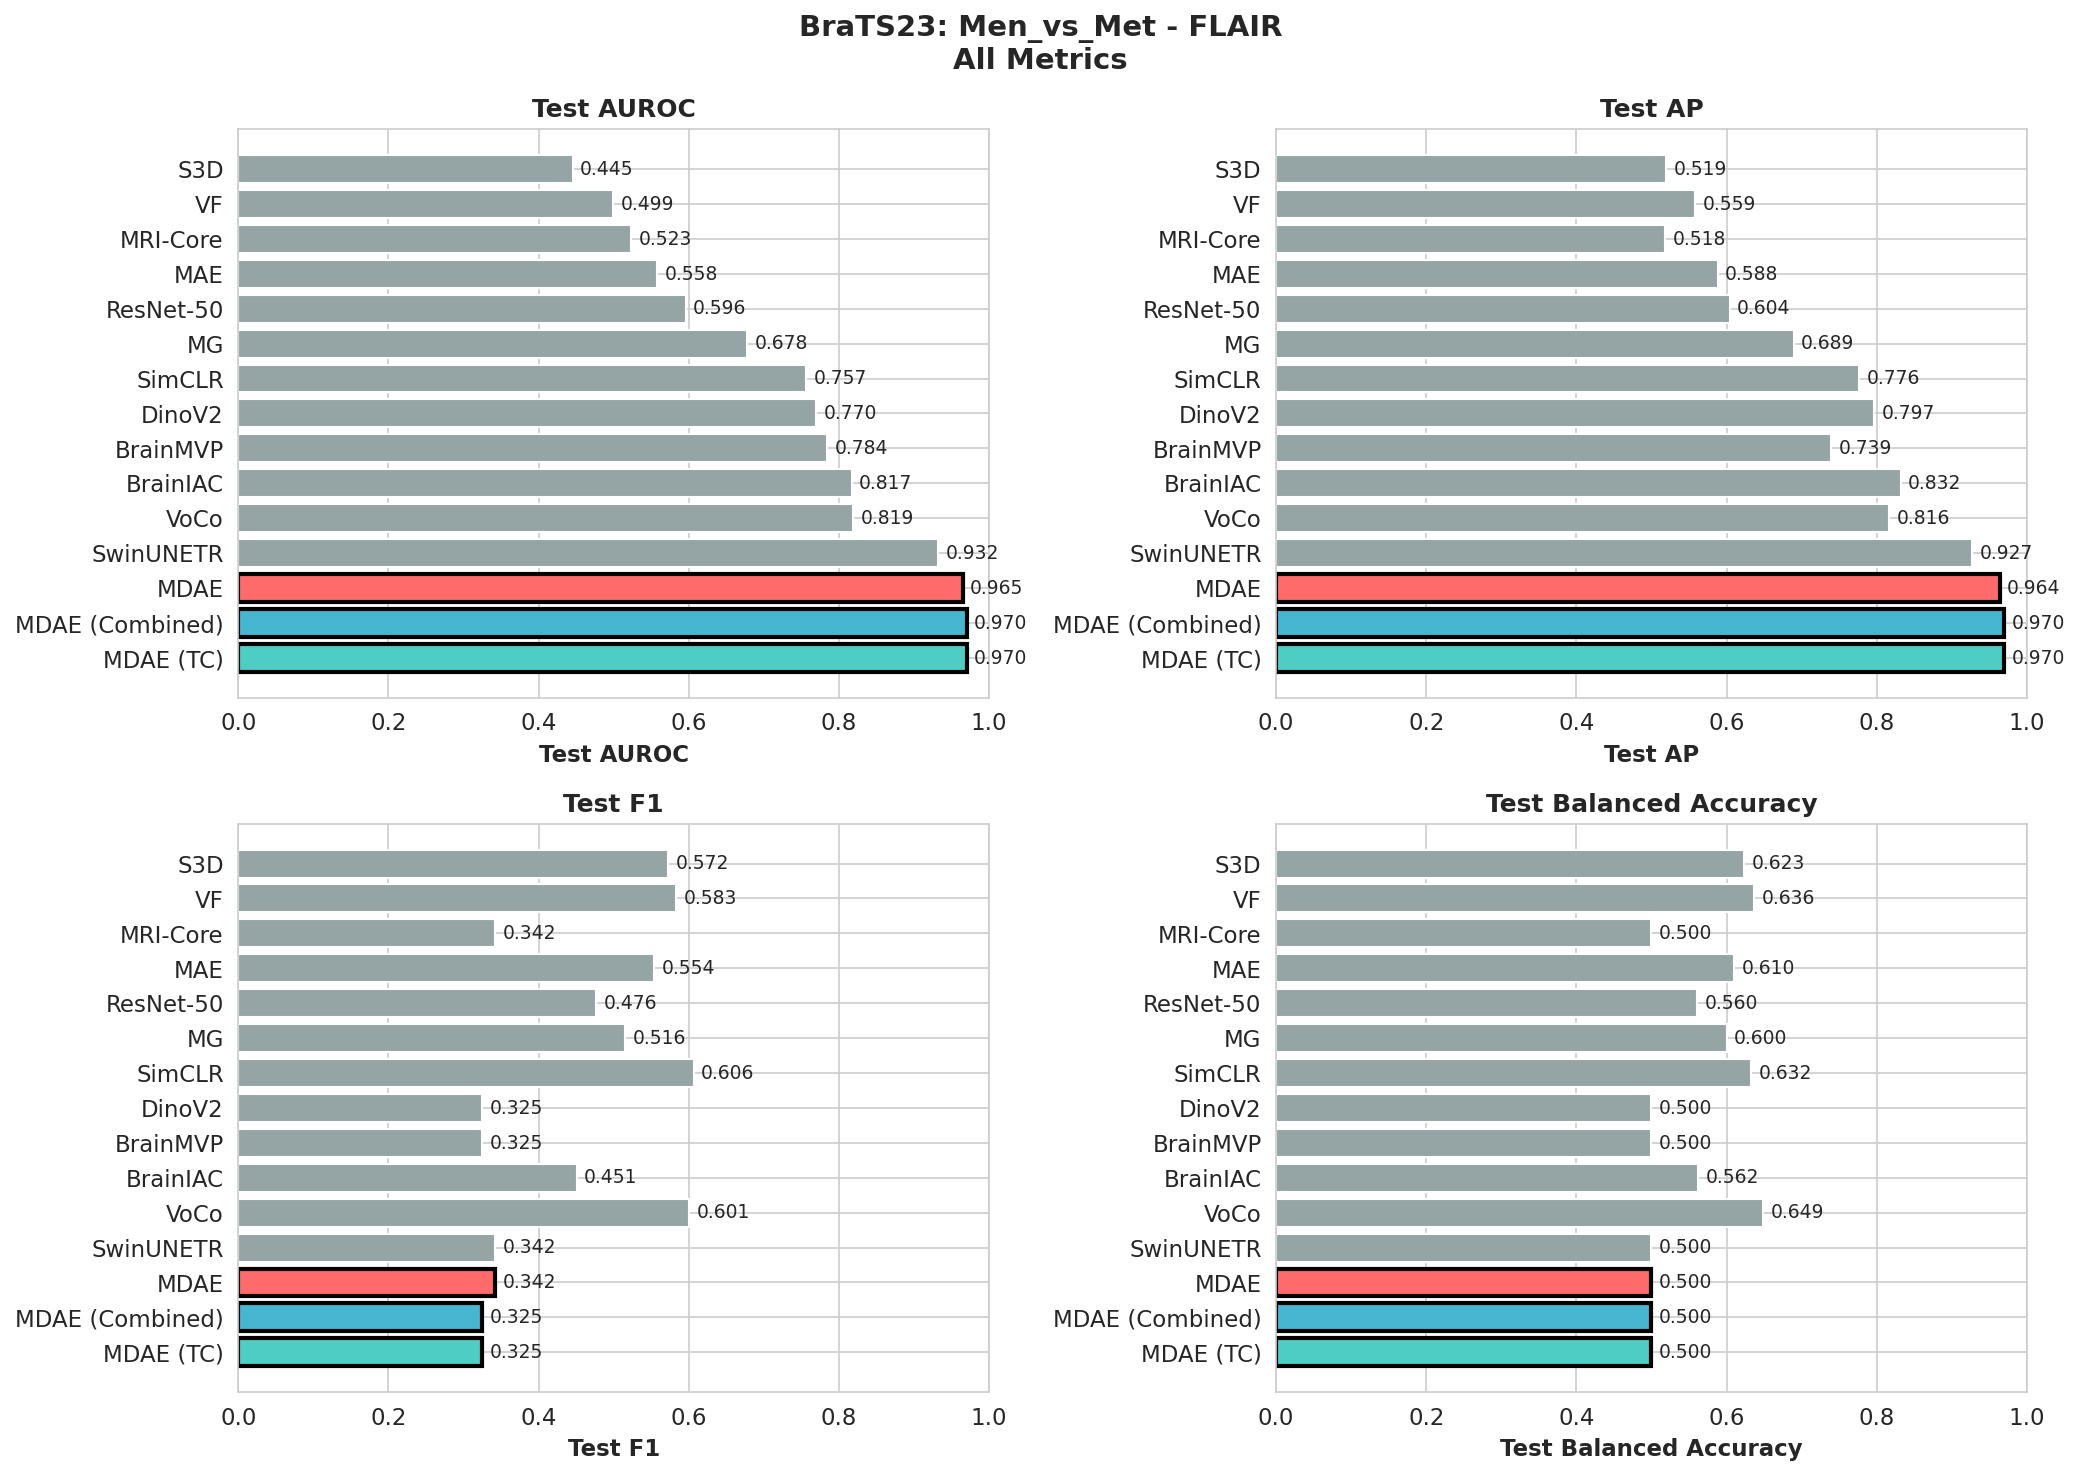 BraTS23: Men_vs_Met - FLAIR
All Metrics
Test AUROC
S3D 0.445
VF 0.499
MRI-Core 0.523
MAE 0.558
ResNet-50 0.596
MG 0.678
SimCLR 0.757
DinoV2 0.770
BrainMVP 0.784
BrainIAC 0.817
VoCo 0.819
SwinUNETR 0.932
MDAE 0.965
MDAE (Combined) 0.970
MDAE (TC) 0.970
0.0 0.2 0.4 0.6 0.8 1.0
Test AUROC
Test AP
S3D 0.519
VF 0.559
MRI-Core 0.518
MAE 0.588
ResNet-50 0.604
MG 0.689
SimCLR 0.776
DinoV2 0.797
BrainMVP 0.739
BrainIAC 0.832
VoCo 0.816
SwinUNETR 0.927
MDAE 0.964
MDAE (Combined) 0.970
MDAE (TC) 0.970
0.0 0.2 0.4 0.6 0.8 1.0
Test AP
Test F1
S3D 0.572
VF 0.583
MRI-Core 0.342
MAE 0.554
ResNet-50 0.476
MG 0.516
SimCLR 0.606
DinoV2 0.325
BrainMVP 0.325
BrainIAC 0.451
VoCo 0.601
SwinUNETR 0.342
MDAE 0.342
MDAE (Combined) 0.325
MDAE (TC) 0.325
0.0 0.2 0.4 0.6 0.8 1.0
Test F1
Test Balanced Accuracy
S3D 0.623
VF 0.636
MRI-Core 0.500
MAE 0.610
ResNet-50 0.560
MG 0.600
SimCLR 0.632
DinoV2 0.500
BrainMVP 0.500
BrainIAC 0.562
VoCo 0.649
SwinUNETR 0.500
MDAE 0.500
MDAE (Combined) 0.500
MDAE (TC) 0.500
0.0 0.2 0.4 0.6 0.8 1.0
Test Balanced Accuracy